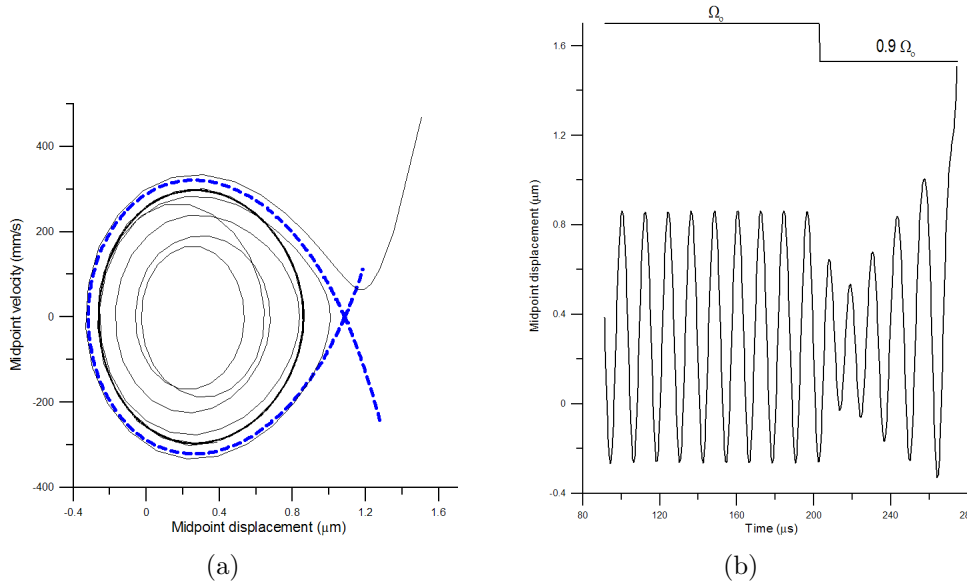 400
200
0
-200
-400
Midpoint velocity (mm/s)
-0.4
0
0.4
0.8
1.2
1.6
Midpoint displacement (μm)
(a)
Ω₀
0.9 Ω₀
1.6
1.2
0.8
0.4
0
-0.4
Midpoint displacement (μm)
80
120
160
200
240
28
Time (μs)
(b)